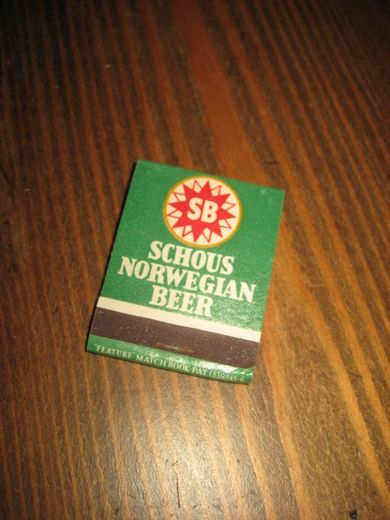 SB
SCHOUS
NORWEGIAN
BEER
"FEATURE" MATCH BOOK PAT.